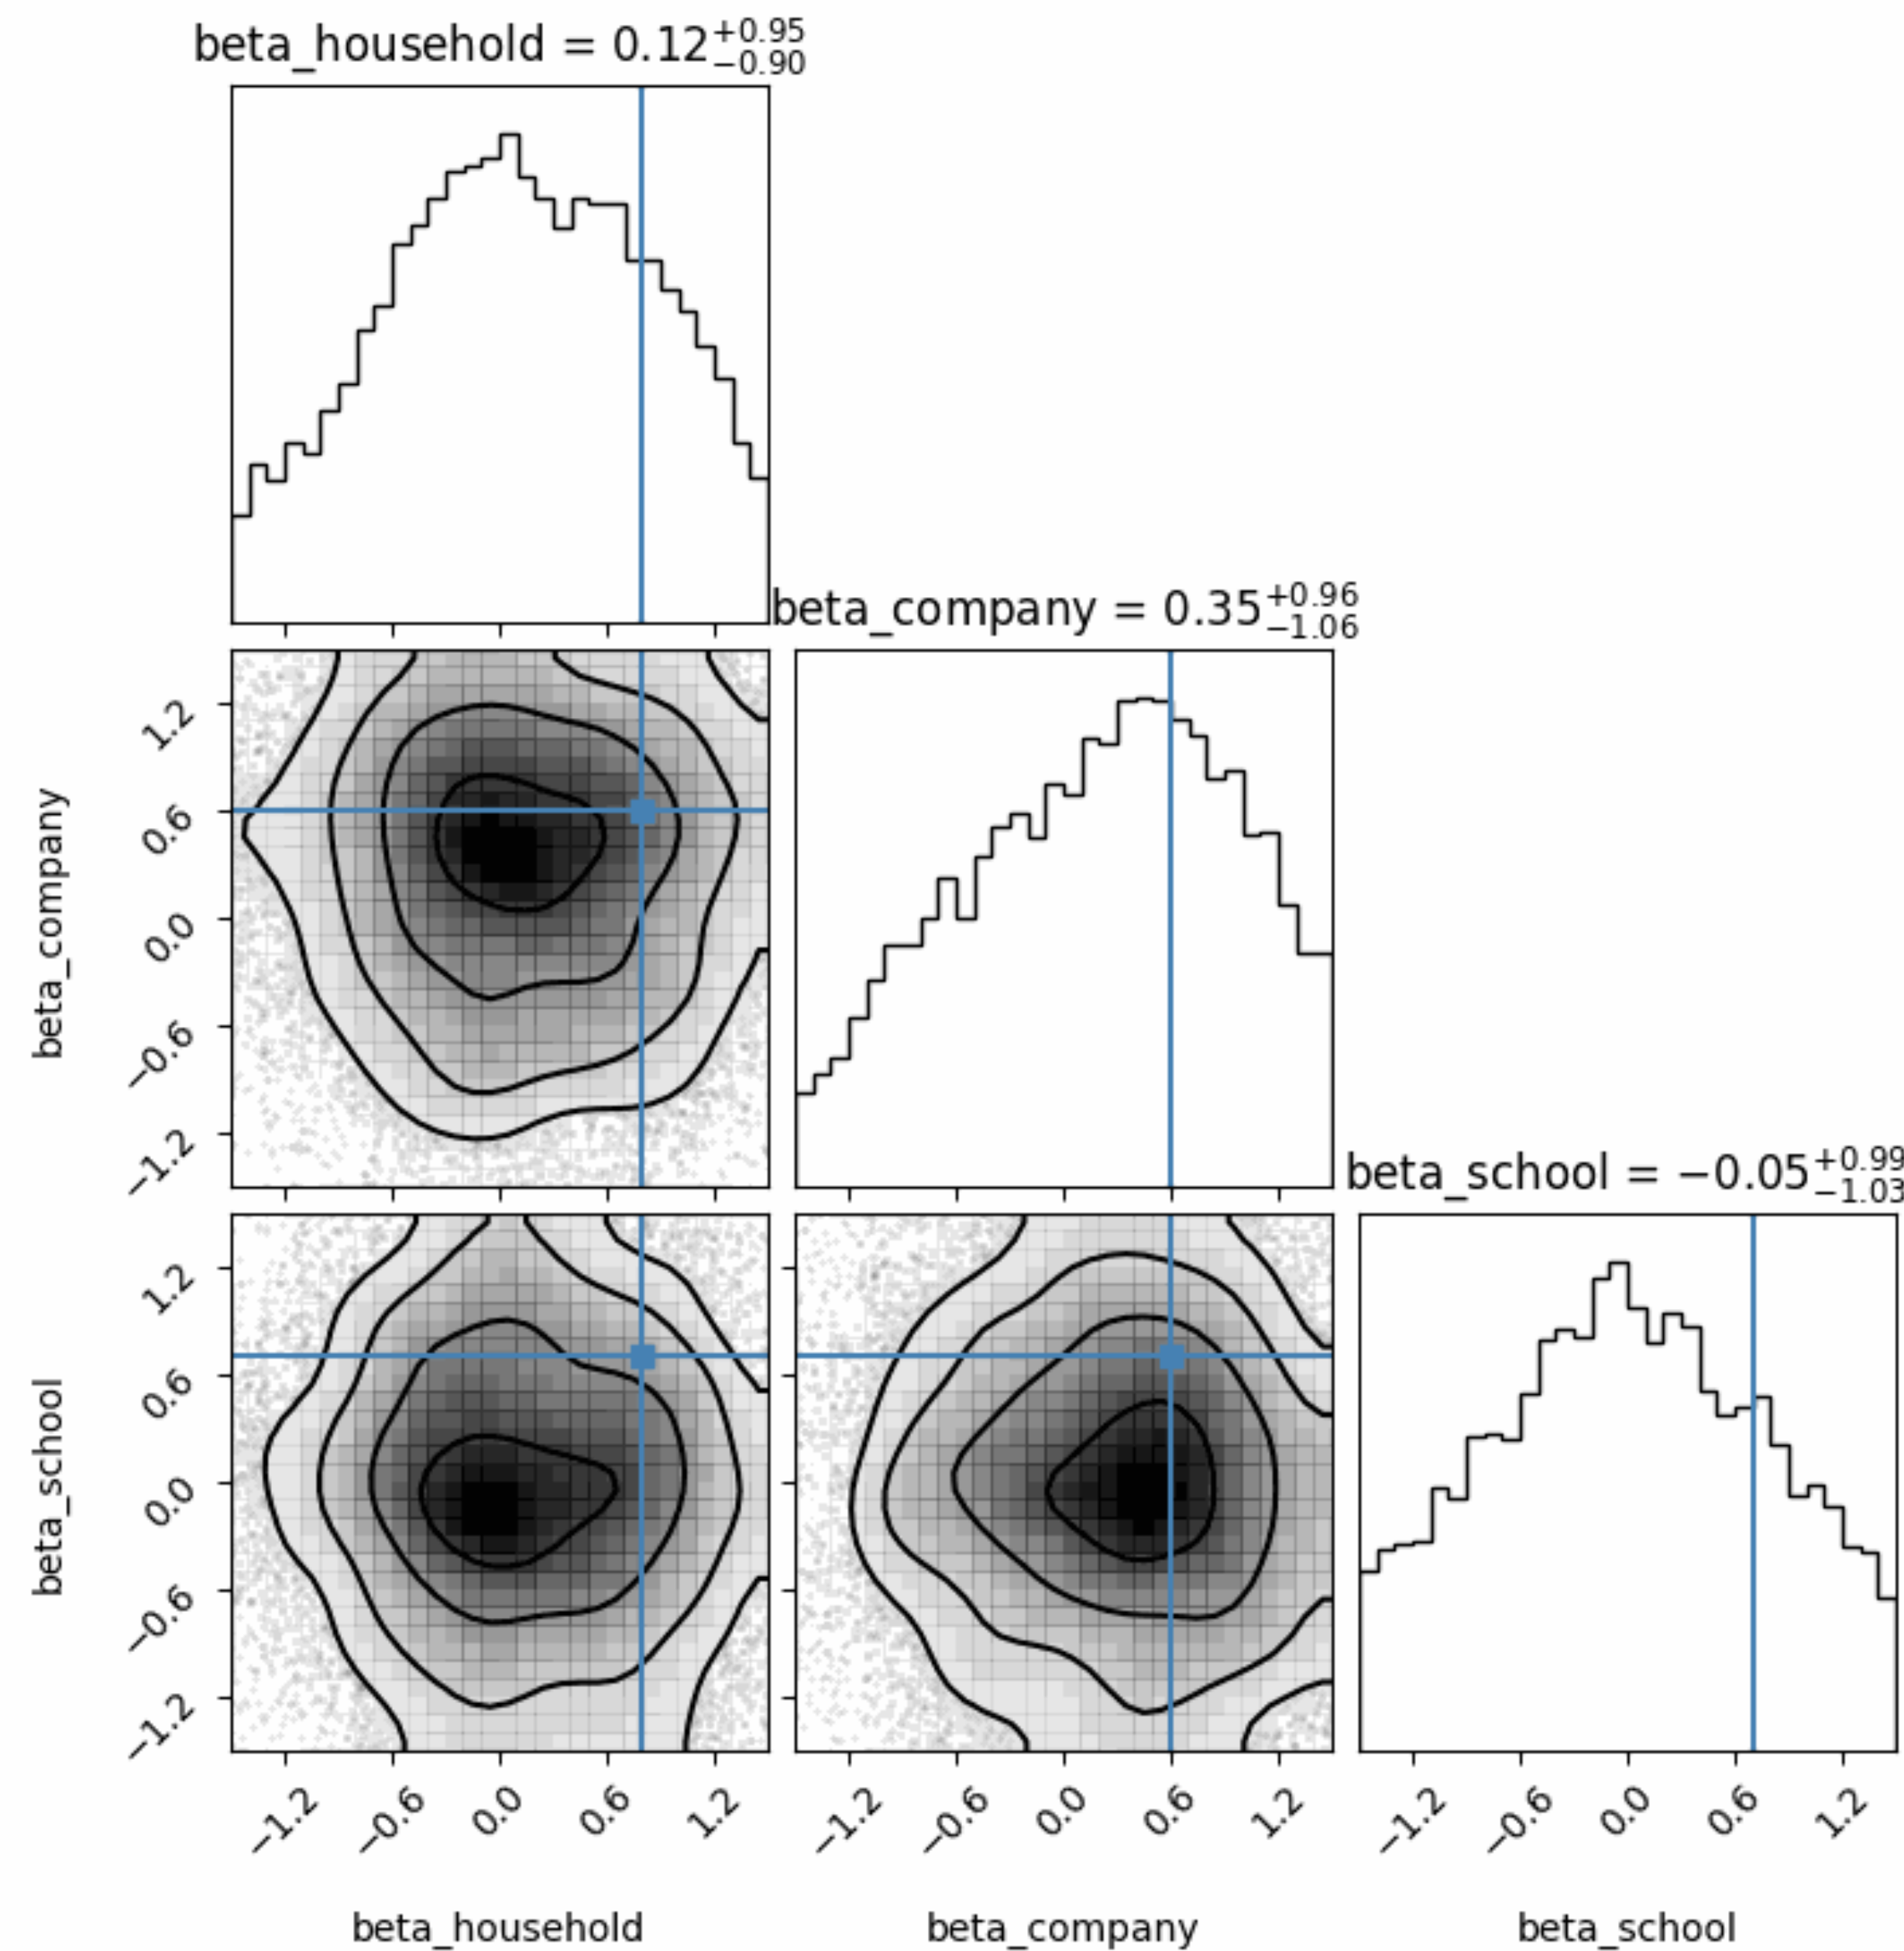 beta_household = 0.12 +0.95 −0.90
beta_company = 0.35 +0.96 −1.06
1.2
0.6
0.0
−0.6
−1.2
beta_company
beta_school = −0.05 +0.99 −1.03
1.2
0.6
0.0
−0.6
−1.2
beta_school
−1.2 −0.6 0.0 0.6 1.2 −1.2 −0.6 0.0 0.6 1.2 −1.2 −0.6 0.0 0.6 1.2
beta_household beta_company beta_school